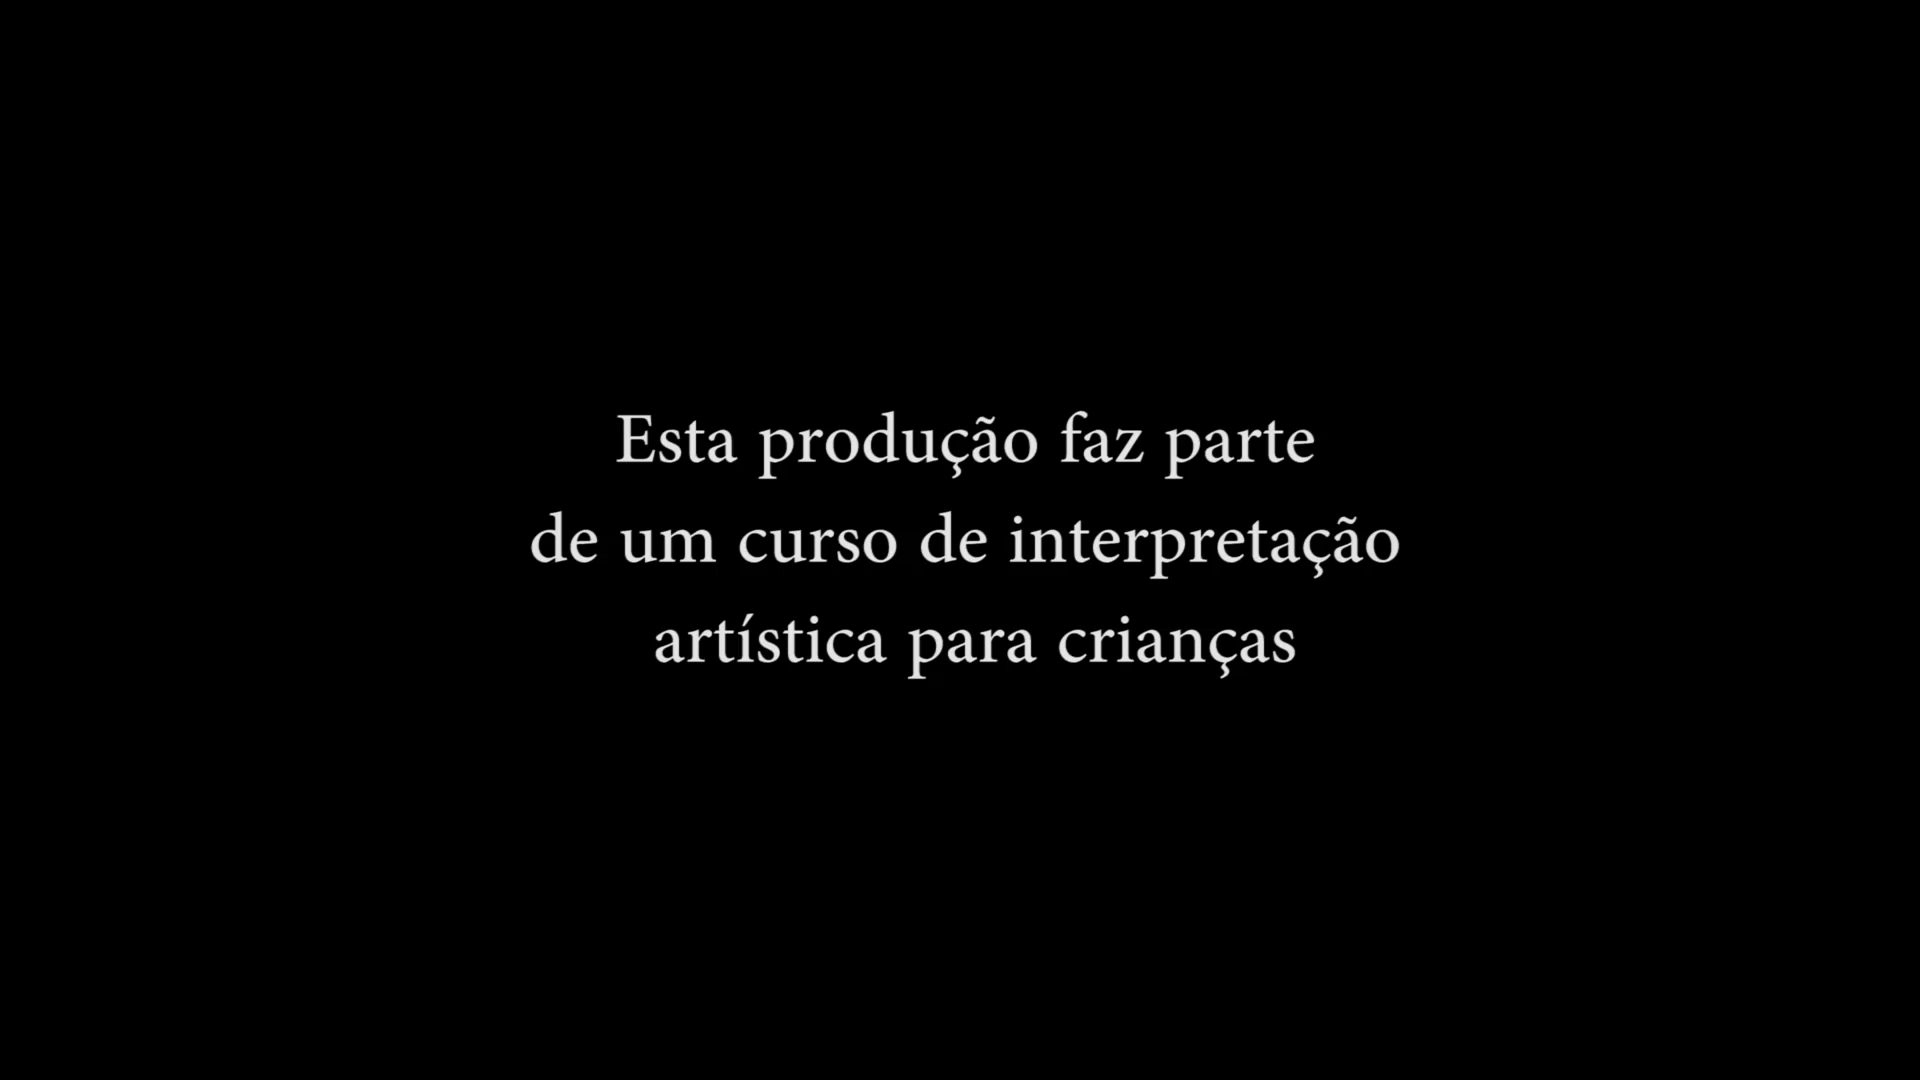 Esta produção faz parte
de um curso de interpretação
artística para crianças